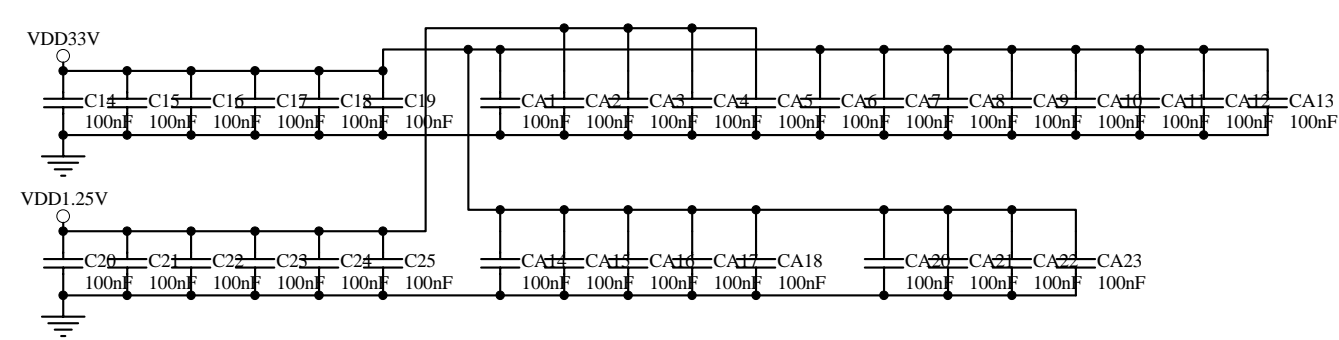 VDD33V
C14 C15 C16 C17 C18 C19 CA1 CA2 CA3 CA4 CA5 CA6 CA7 CA8 CA9 CA10 CA11 CA12 CA13
100nF 100nF 100nF 100nF 100nF 100nF 100nF 100nF 100nF 100nF 100nF 100nF 100nF 100nF 100nF 100nF 100nF 100nF 100nF
VDD1.25V
C20 C21 C22 C23 C24 C25 CA14 CA15 CA16 CA17 CA18 CA20 CA21 CA22 CA23
100nF 100nF 100nF 100nF 100nF 100nF 100nF 100nF 100nF 100nF 100nF 100nF 100nF 100nF 100nF